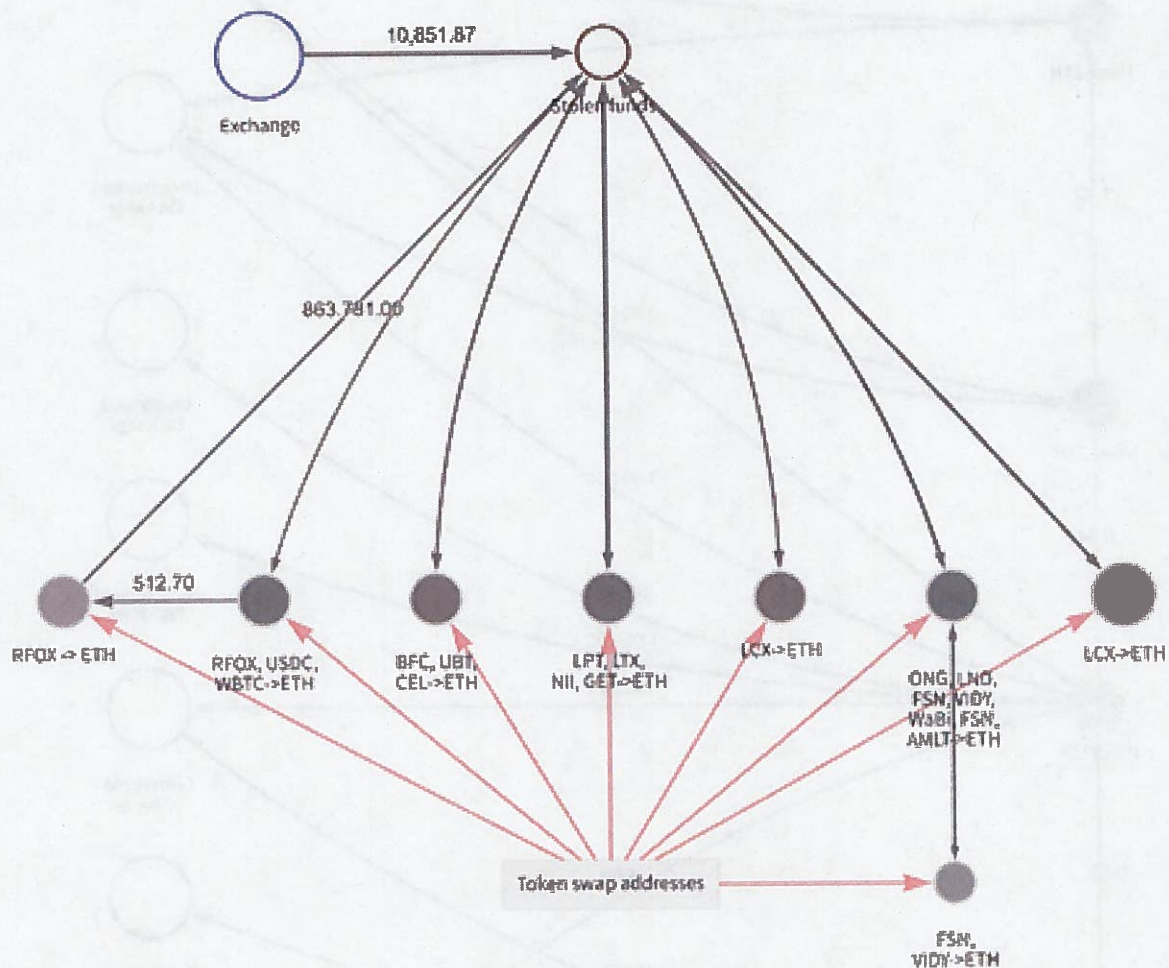 10,851.87
Exchange
Stolen funds
863,781.00
512.70
RFOX -> ETH
RFOX, USDC,
WBTC->ETH
BFC, UBT,
CEL->ETH
LPT, LTX,
NII, GET->ETH
LCX->ETH
ONG, LND,
FSN, VIDY,
WaBi, FSN,
AMLT->ETH
LCX->ETH
Token swap addresses
FSN,
VIDY->ETH